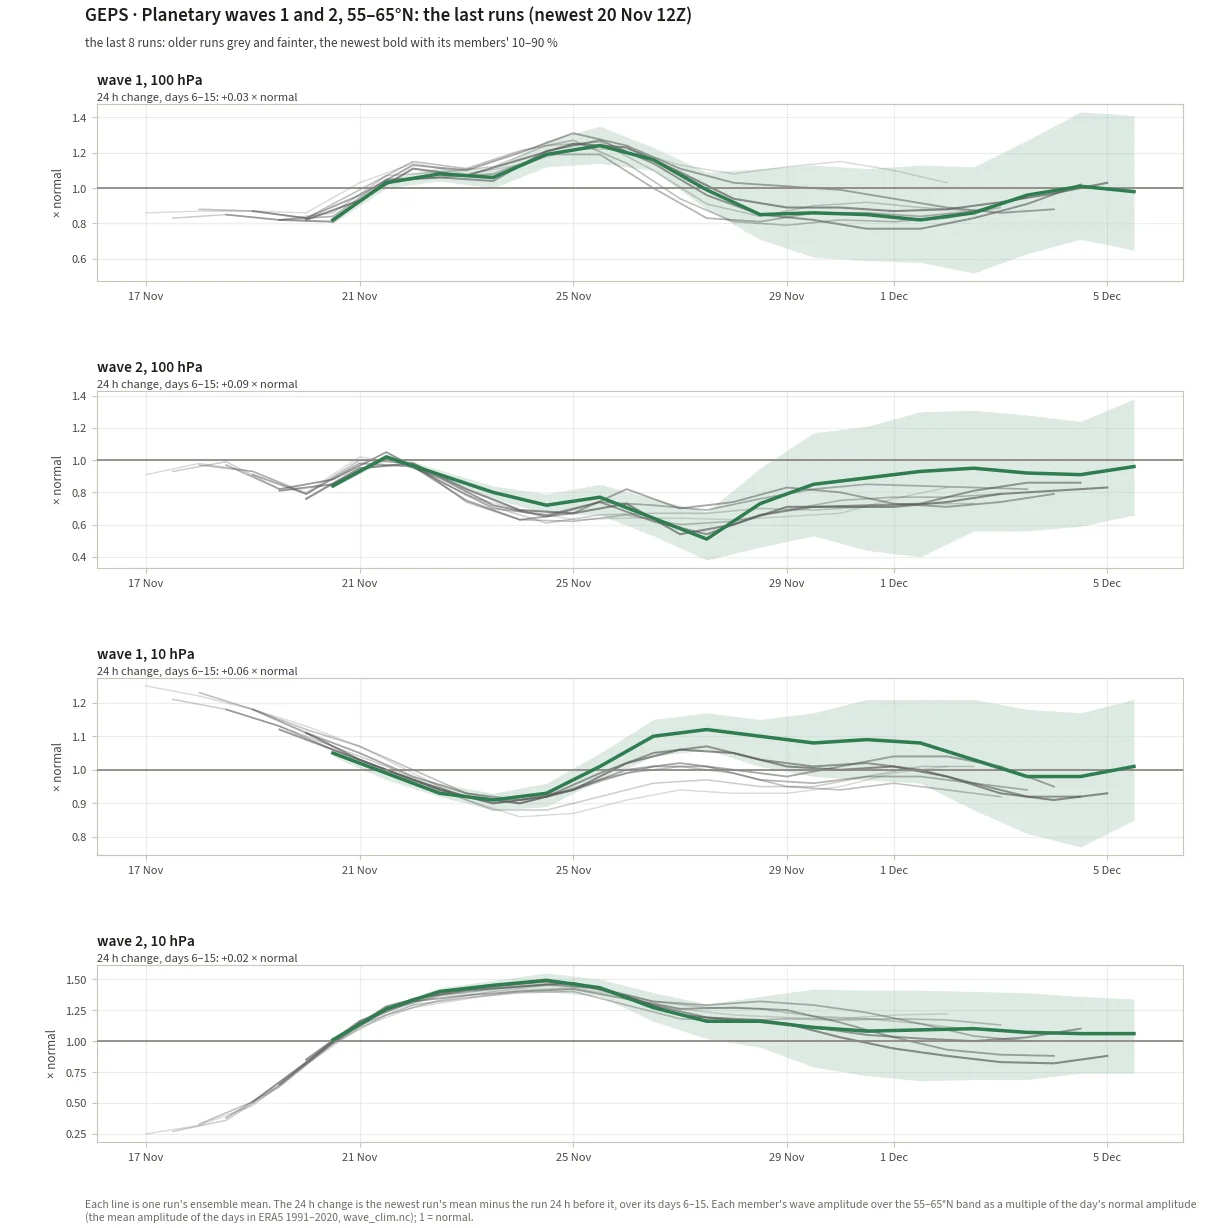 GEPS · Planetary waves 1 and 2, 55–65°N: the last runs (newest 20 Nov 12Z)
the last 8 runs: older runs grey and fainter, the newest bold with its members' 10–90 %
wave 1, 100 hPa
24 h change, days 6–15: +0.03 × normal
1.4
1.2
1.0
0.8
0.6
× normal
17 Nov 21 Nov 25 Nov 29 Nov 1 Dec 5 Dec
wave 2, 100 hPa
24 h change, days 6–15: +0.09 × normal
1.4
1.2
1.0
0.8
0.6
0.4
× normal
17 Nov 21 Nov 25 Nov 29 Nov 1 Dec 5 Dec
wave 1, 10 hPa
24 h change, days 6–15: +0.06 × normal
1.2
1.1
1.0
0.9
0.8
× normal
17 Nov 21 Nov 25 Nov 29 Nov 1 Dec 5 Dec
wave 2, 10 hPa
24 h change, days 6–15: +0.02 × normal
1.50
1.25
1.00
0.75
0.50
0.25
× normal
17 Nov 21 Nov 25 Nov 29 Nov 1 Dec 5 Dec
Each line is one run's ensemble mean. The 24 h change is the newest run's mean minus the run 24 h before it, over its days 6–15. Each member's wave amplitude over the 55–65°N band as a multiple of the day's normal amplitude
(the mean amplitude of the days in ERA5 1991–2020, wave_clim.nc); 1 = normal.